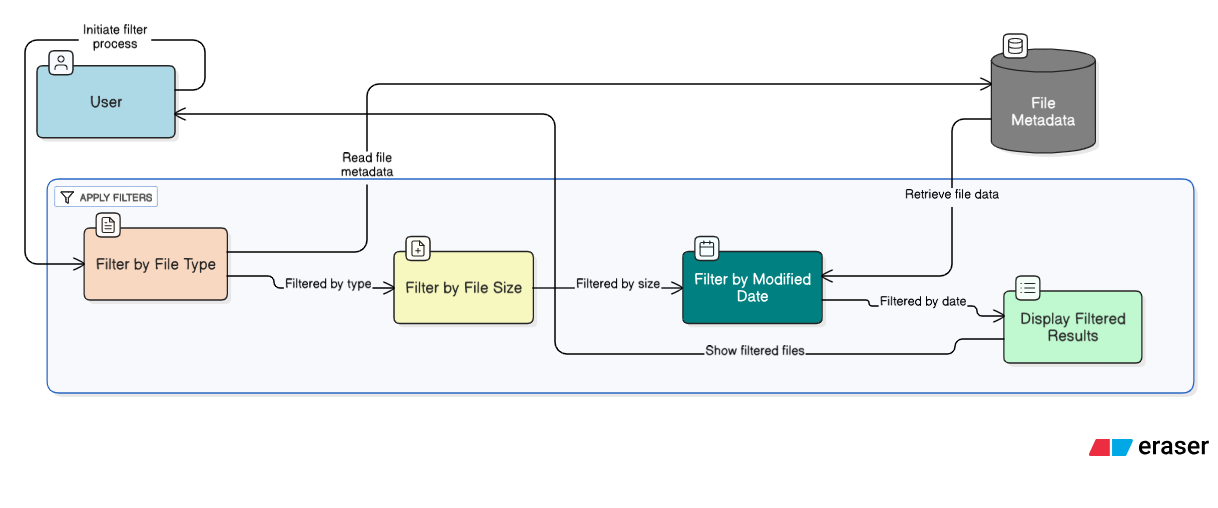 Initiate filter
process
User
File
Metadata
Read file
metadata
Retrieve file data
APPLY FILTERS
Filter by File Type
Filtered by type
Filter by File Size
Filtered by size
Filter by Modified
Date
Filtered by date
Display Filtered
Results
Show filtered files
eraser